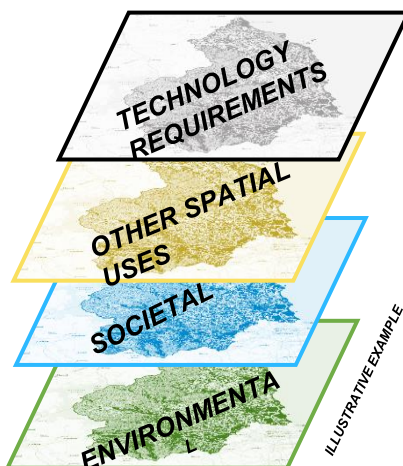 TECHNOLOGY
REQUIREMENTS
OTHER SPATIAL
USES
SOCIETAL
ENVIRONMENTA
L
ILLUSTRATIVE EXAMPLE